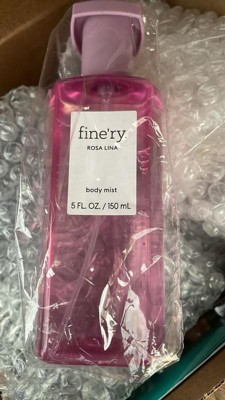 fine'ry.
ROSA LINA
body mist
5 FL. OZ. / 150 mL